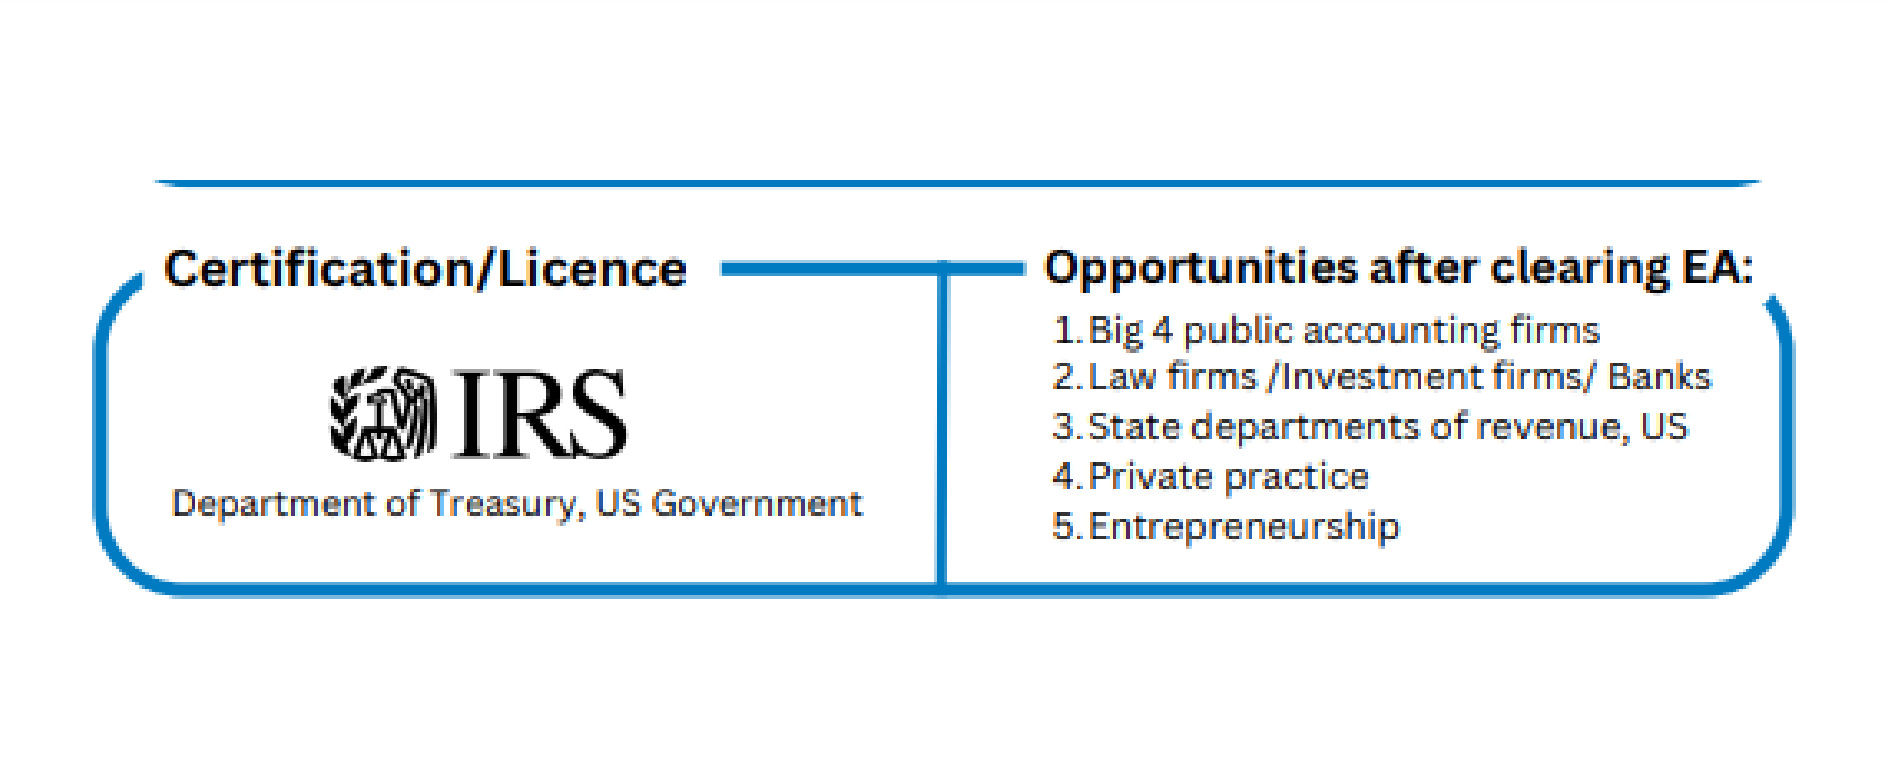 Certification/Licence
IRS
Department of Treasury, US Government
Opportunities after clearing EA:
1. Big 4 public accounting firms
2. Law firms /Investment firms/ Banks
3. State departments of revenue, US
4. Private practice
5. Entrepreneurship